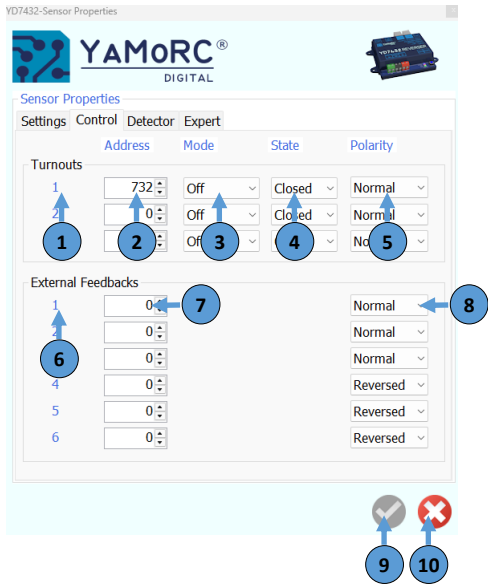 YD7432-Sensor Properties
x
YAMORC®
DIGITAL
YD7432 REVERSER
Sensor Properties
Settings Control Detector Expert
Address Mode State Polarity
Turnouts
1 732 Off Closed Normal
2 0 Off Closed Normal
1 2 3 4 5
External Feedbacks
1 0 7 Normal 8
2 0 Normal
6 0 Normal
4 0 Reversed
5 0 Reversed
6 0 Reversed
9 10